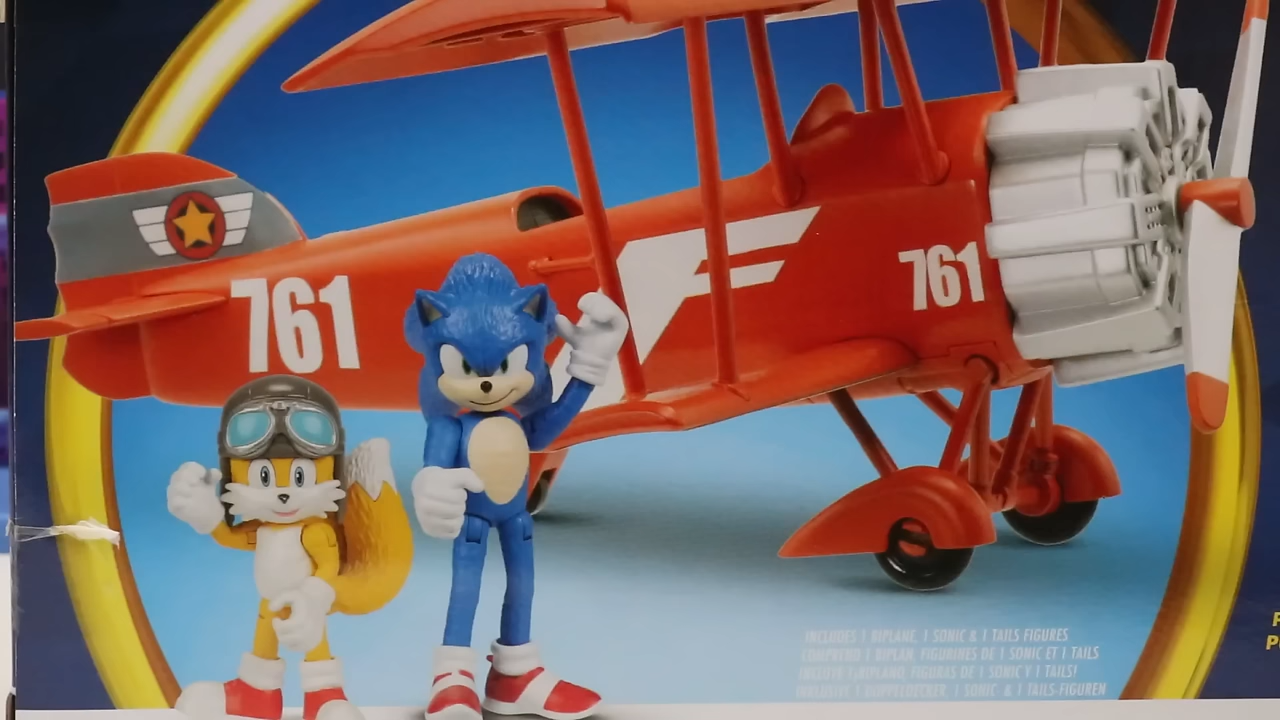 761
761
INCLUDES 1 BIPLANE, 1 SONIC & 1 TAILS FIGURES
COMPREND 1 BIPLAN, FIGURINES DE 1 SONIC ET 1 TAILS
INCLUYE 1 BIPLANO, FIGURAS DE 1 SONIC Y 1 TAILS!
1 DOPPELDECKER, 1 SONIC & 1 TAILS-FIGUREN